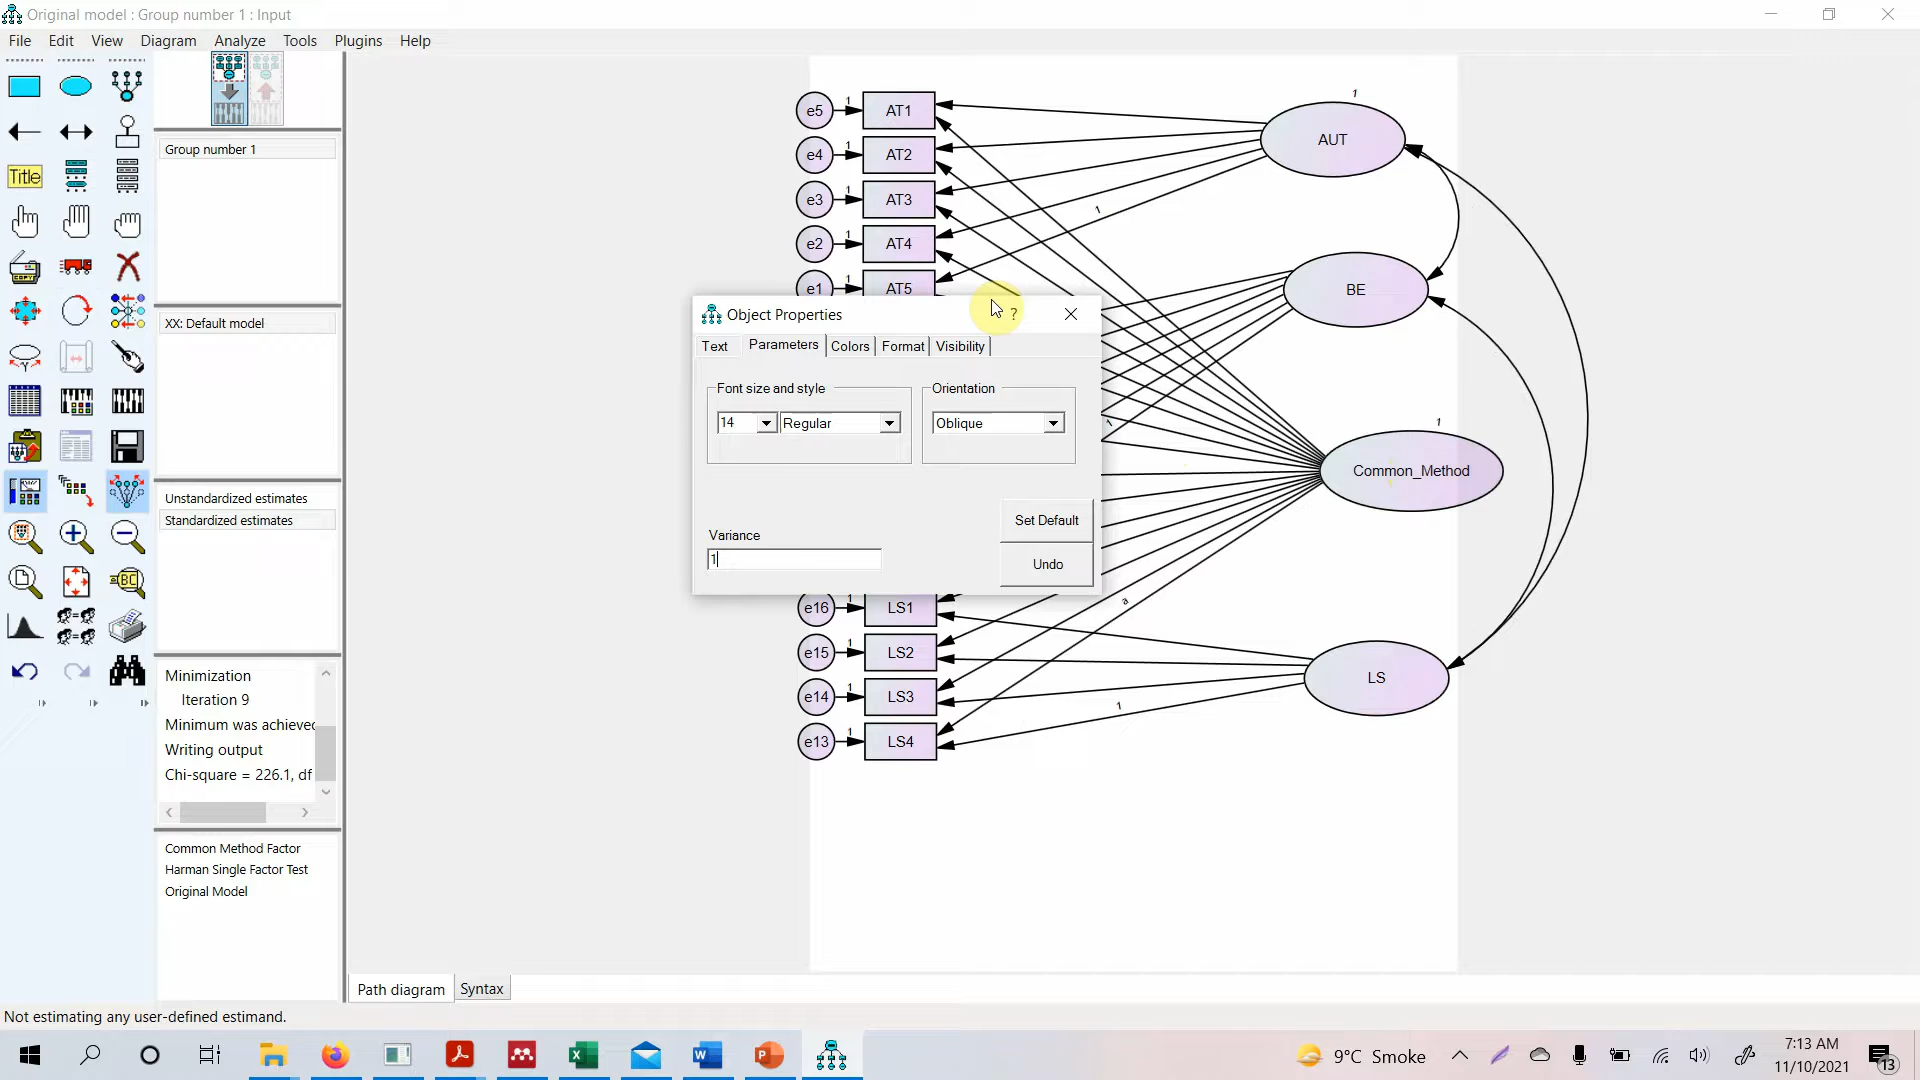 Original model : Group number 1 : Input
File Edit View Diagram Analyze Tools Plugins Help
Title
Group number 1
XX: Default model
Unstandardized estimates
Standardized estimates
Minimization
Iteration 9
Minimum was achieved
Writing output
Chi-square = 226.1, df
Common Method Factor
Harman Single Factor Test
Original Model
e5 1 AT1
e4 1 AT2
e3 1 AT3
e2 1 AT4
e1 1 AT5
1
AUT
1
BE
1
Common_Method
1
a
LS
1
Object Properties
?
Text Parameters Colors Format Visibility
Font size and style
14 Regular
Orientation
Oblique
Variance
1
Set Default
Undo
e16 1 LS1
e15 1 LS2
e14 1 LS3
e13 1 LS4
Path diagram Syntax
Not estimating any user-defined estimand.
9°C Smoke
7:13 AM
11/10/2021
13